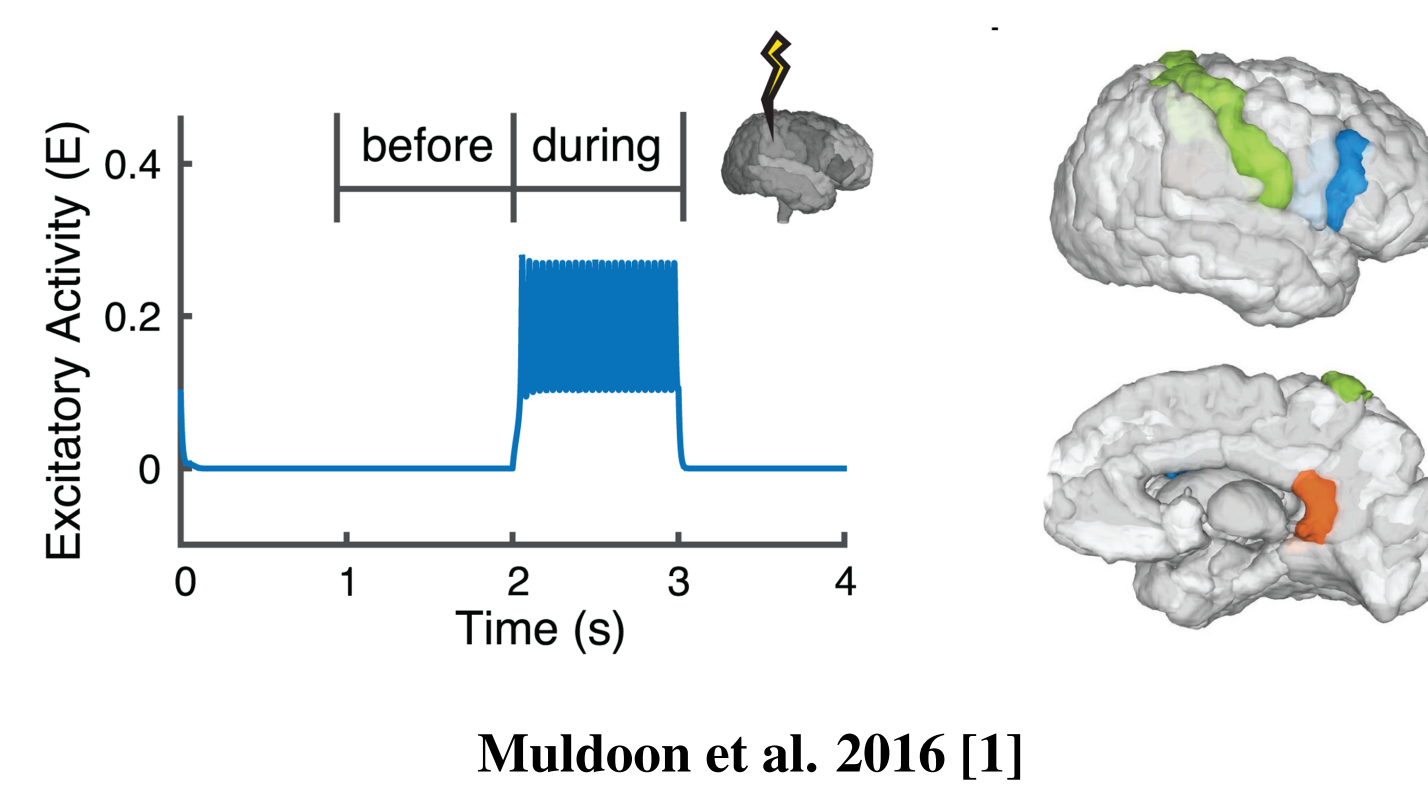 before
during
Excitatory Activity (E)
0.4
0.2
0
0 1 2 3 4
Time (s)
-
Muldoon et al. 2016 [1]